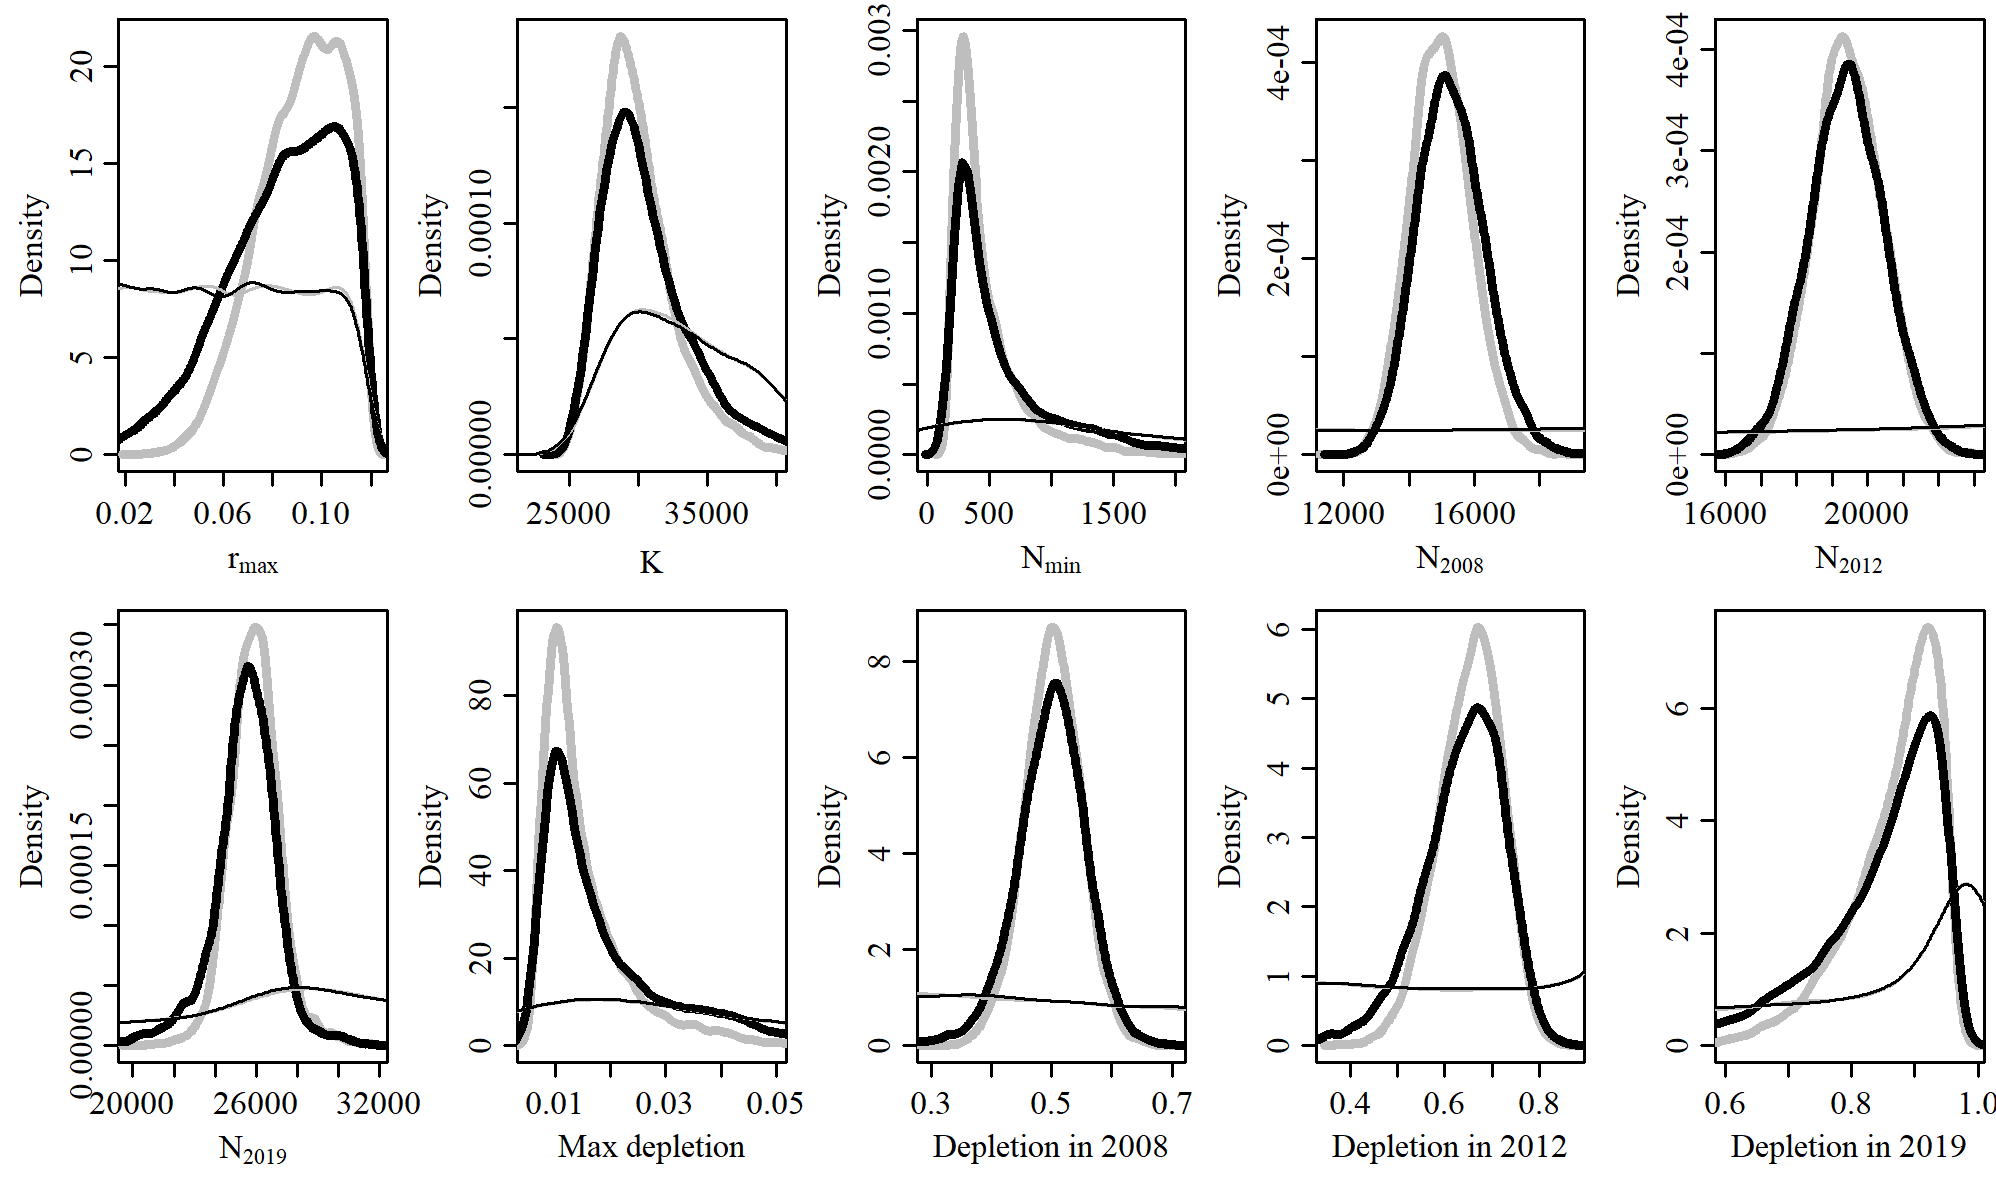 Density
0 5 10 15 20
0.02 0.06 0.10
rmax
Density
0.00000 0.00010
25000 35000
K
Density
0.0000 0.0010 0.0020 0.003
0 500 1500
Nmin
Density
0e+00 2e-04 4e-04
12000 16000
N2008
Density
0e+00 2e-04 3e-04 4e-04
16000 20000
N2012
Density
0.00000 0.00015 0.00030
20000 26000 32000
N2019
Density
0 20 40 60 80
0.01 0.03 0.05
Max depletion
Density
0 2 4 6 8
0.3 0.5 0.7
Depletion in 2008
Density
0 1 2 3 4 5 6
0.4 0.6 0.8
Depletion in 2012
Density
0 2 4 6
0.6 0.8 1.0
Depletion in 2019